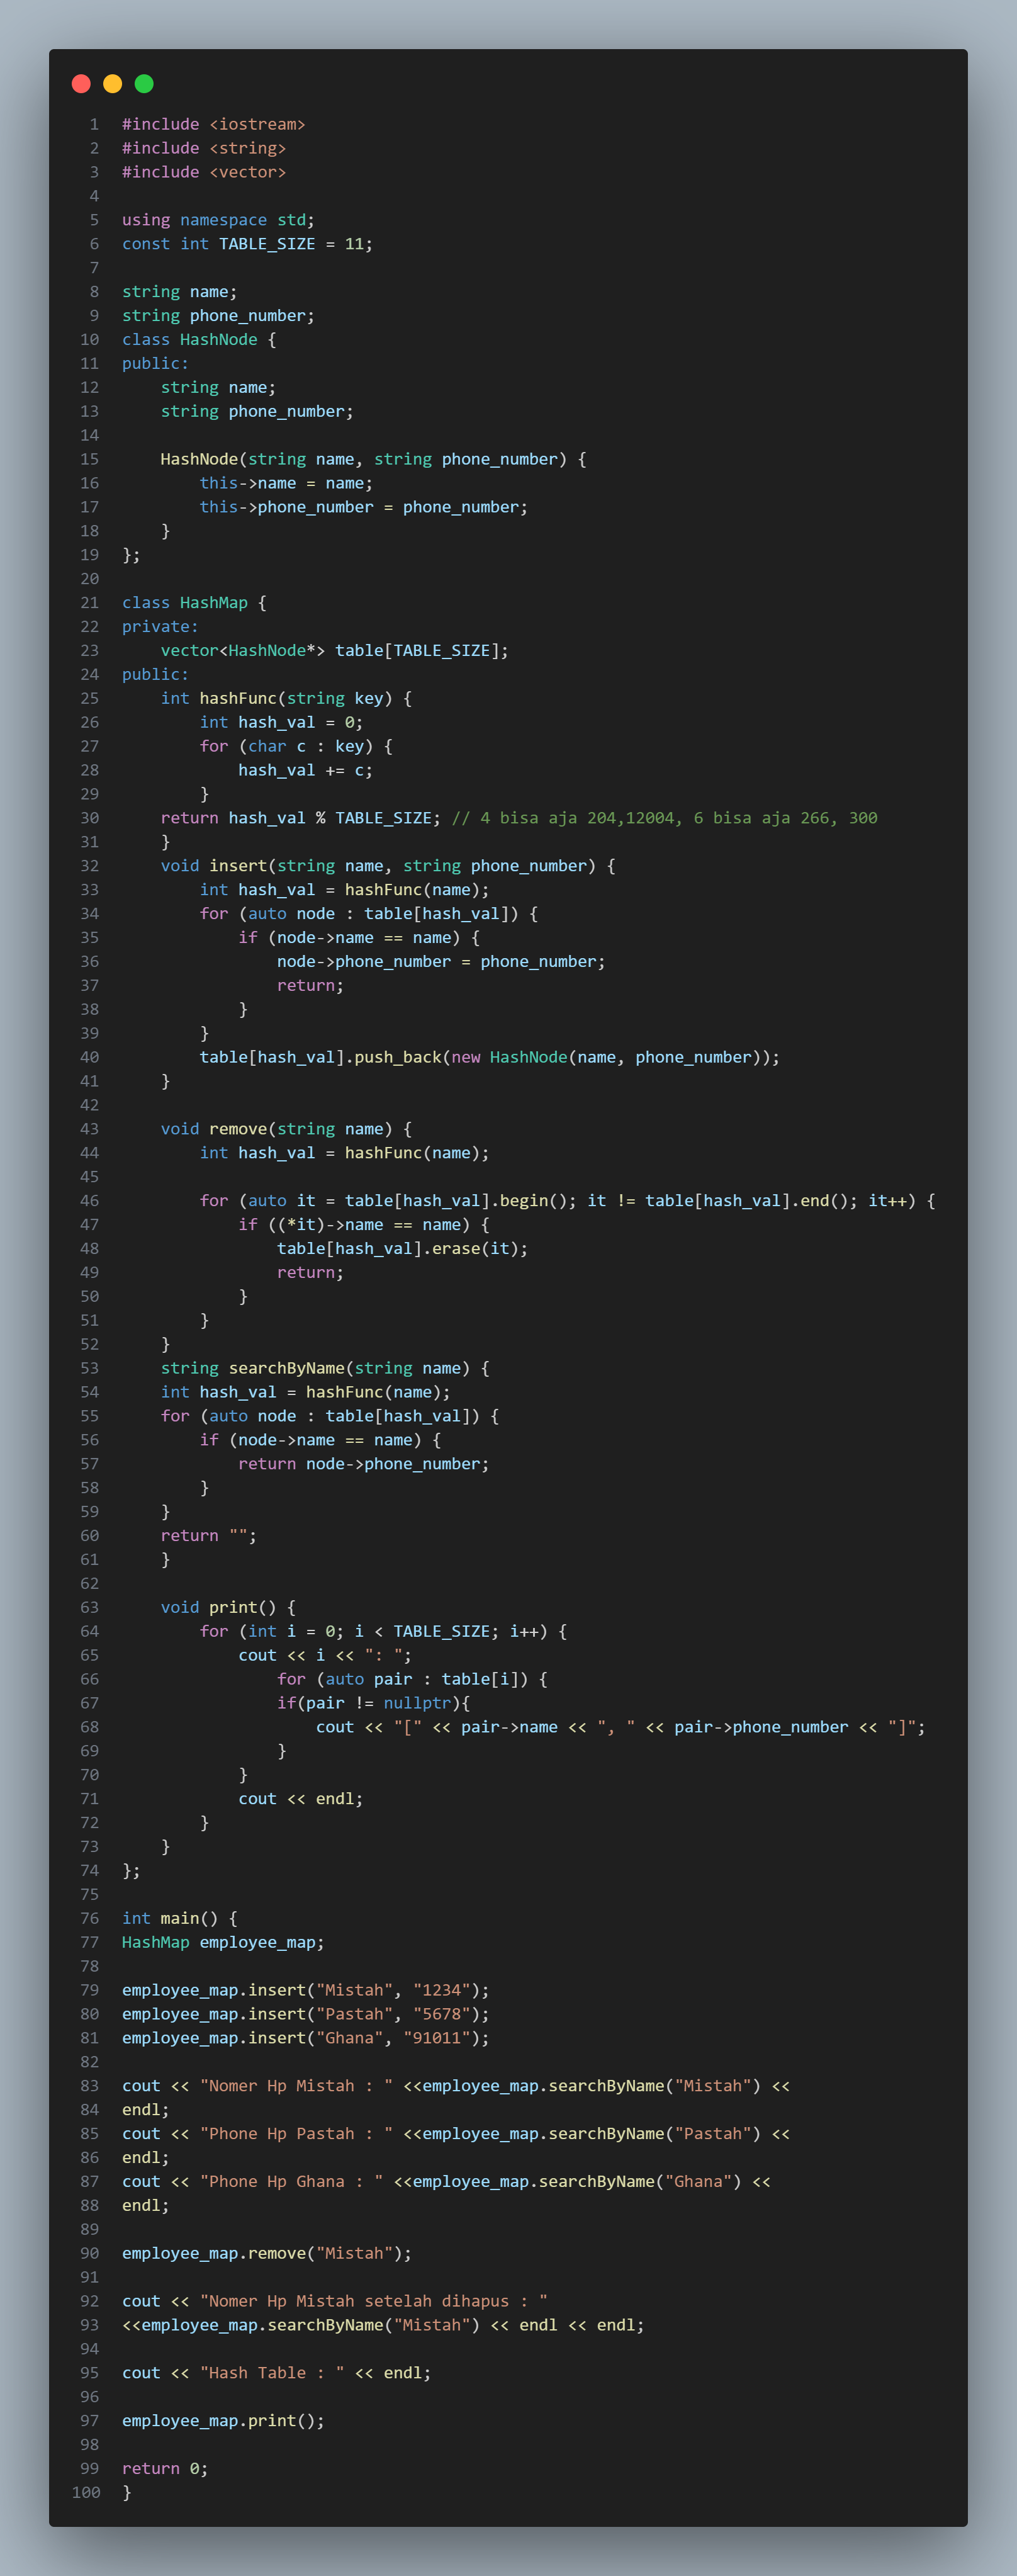 1 #include <iostream>
2 #include <string>
3 #include <vector>
4
5 using namespace std;
6 const int TABLE_SIZE = 11;
7
8 string name;
9 string phone_number;
10 class HashNode {
11 public:
12     string name;
13     string phone_number;
14
15     HashNode(string name, string phone_number) {
16         this->name = name;
17         this->phone_number = phone_number;
18     }
19 };
20
21 class HashMap {
22 private:
23     vector<HashNode*> table[TABLE_SIZE];
24 public:
25     int hashFunc(string key) {
26         int hash_val = 0;
27         for (char c : key) {
28             hash_val += c;
29         }
30     return hash_val % TABLE_SIZE; // 4 bisa aja 204,12004, 6 bisa aja 266, 300
31     }
32     void insert(string name, string phone_number) {
33         int hash_val = hashFunc(name);
34         for (auto node : table[hash_val]) {
35             if (node->name == name) {
36                 node->phone_number = phone_number;
37                 return;
38             }
39         }
40         table[hash_val].push_back(new HashNode(name, phone_number));
41     }
42
43     void remove(string name) {
44         int hash_val = hashFunc(name);
45
46         for (auto it = table[hash_val].begin(); it != table[hash_val].end(); it++) {
47             if ((*it)->name == name) {
48                 table[hash_val].erase(it);
49                 return;
50             }
51         }
52     }
53     string searchByName(string name) {
54     int hash_val = hashFunc(name);
55     for (auto node : table[hash_val]) {
56         if (node->name == name) {
57             return node->phone_number;
58         }
59     }
60     return "";
61     }
62
63     void print() {
64         for (int i = 0; i < TABLE_SIZE; i++) {
65             cout << i << ": ";
66                 for (auto pair : table[i]) {
67                 if(pair != nullptr){
68                     cout << "[" << pair->name << ", " << pair->phone_number << "]";
69                 }
70             }
71             cout << endl;
72         }
73     }
74 };
75
76 int main() {
77 HashMap employee_map;
78
79 employee_map.insert("Mistah", "1234");
80 employee_map.insert("Pastah", "5678");
81 employee_map.insert("Ghana", "91011");
82
83 cout << "Nomer Hp Mistah : " <<employee_map.searchByName("Mistah") <<
84 endl;
85 cout << "Phone Hp Pastah : " <<employee_map.searchByName("Pastah") <<
86 endl;
87 cout << "Phone Hp Ghana : " <<employee_map.searchByName("Ghana") <<
88 endl;
89
90 employee_map.remove("Mistah");
91
92 cout << "Nomer Hp Mistah setelah dihapus : "
93 <<employee_map.searchByName("Mistah") << endl << endl;
94
95 cout << "Hash Table : " << endl;
96
97 employee_map.print();
98
99 return 0;
100 }